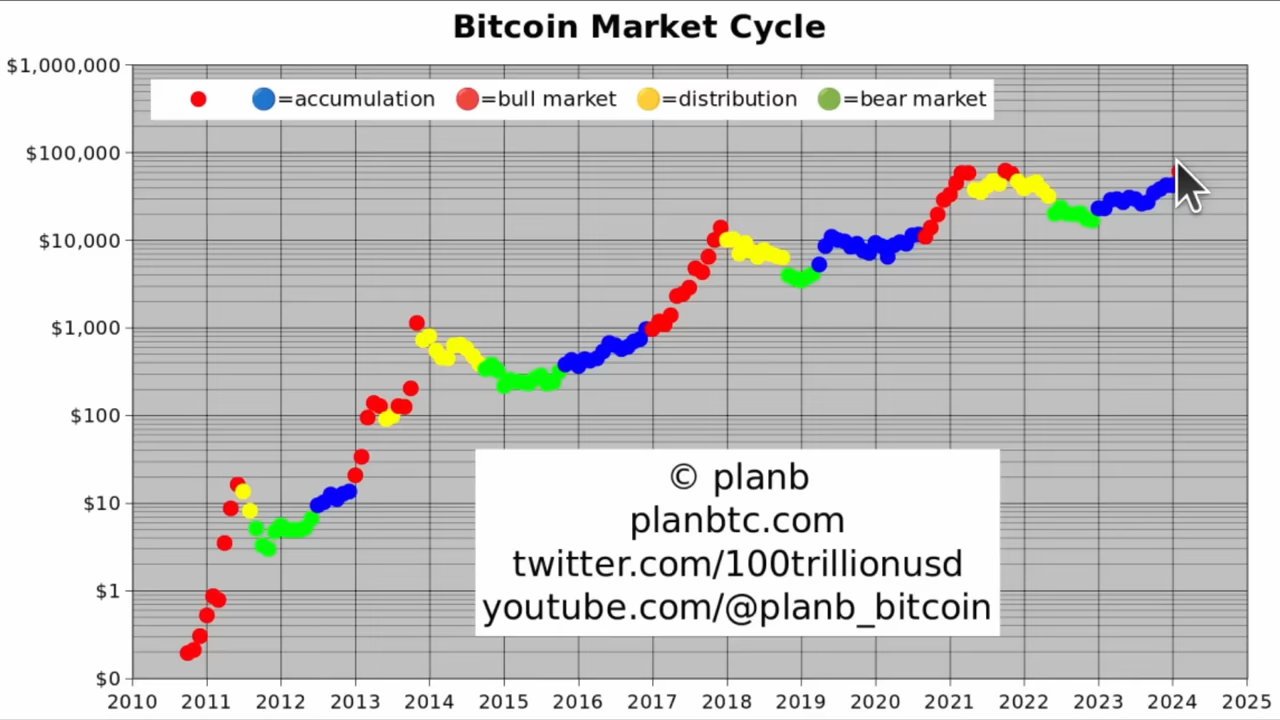 Bitcoin Market Cycle
$1,000,000
=accumulation =bull market =distribution =bear market
$100,000
$10,000
$1,000
$100
$10
$1
$0
© planb
planbtc.com
twitter.com/100trillionusd
youtube.com/@planb_bitcoin
2010 2011 2012 2013 2014 2015 2016 2017 2018 2019 2020 2021 2022 2023 2024 2025